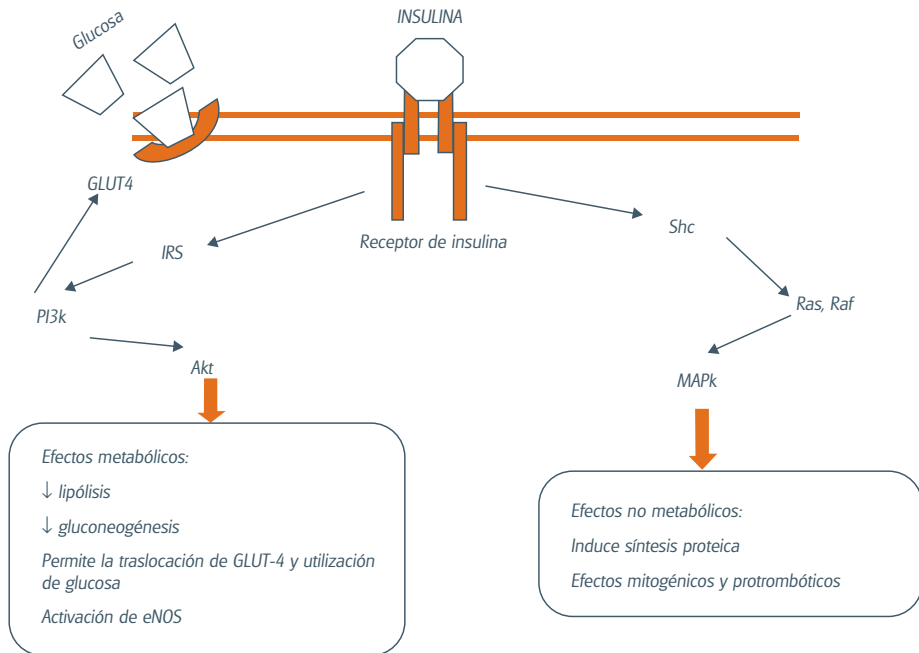 Glucosa
INSULINA
GLUT4
Receptor de insulina
IRS
Shc
PI3k
Ras, Raf
Akt
MAPk
Efectos metabólicos:
↓ lipólisis
↓ gluconeogénesis
Permite la traslocación de GLUT-4 y utilización
de glucosa
Activación de eNOS
Efectos no metabólicos:
Induce síntesis proteica
Efectos mitogénicos y protrombóticos